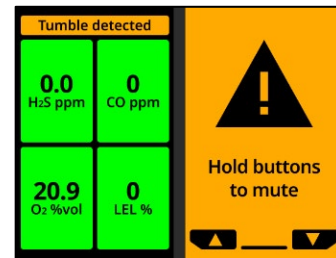 Tumble detected
0.0
H₂S ppm
0
CO ppm
20.9
O₂ %vol
0
LEL %
Hold buttons
to mute